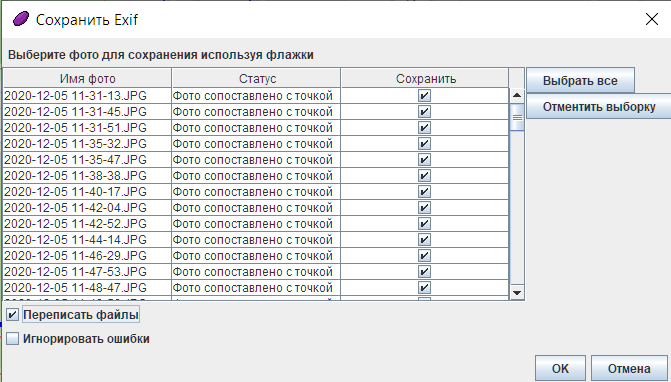 Сохранить Exif
Выберите фото для сохранения используя флажки
Имя фото Статус Сохранить
2020-12-05 11-31-13.JPG Фото сопоставлено с точкой
2020-12-05 11-31-45.JPG Фото сопоставлено с точкой
2020-12-05 11-31-51.JPG Фото сопоставлено с точкой
2020-12-05 11-35-32.JPG Фото сопоставлено с точкой
2020-12-05 11-35-47.JPG Фото сопоставлено с точкой
2020-12-05 11-38-38.JPG Фото сопоставлено с точкой
2020-12-05 11-40-17.JPG Фото сопоставлено с точкой
2020-12-05 11-42-04.JPG Фото сопоставлено с точкой
2020-12-05 11-42-52.JPG Фото сопоставлено с точкой
2020-12-05 11-44-14.JPG Фото сопоставлено с точкой
2020-12-05 11-46-29.JPG Фото сопоставлено с точкой
2020-12-05 11-47-53.JPG Фото сопоставлено с точкой
2020-12-05 11-48-47.JPG Фото сопоставлено с точкой
Выбрать все
Отментить выборку
Переписать файлы
Игнорировать ошибки
OK Отмена